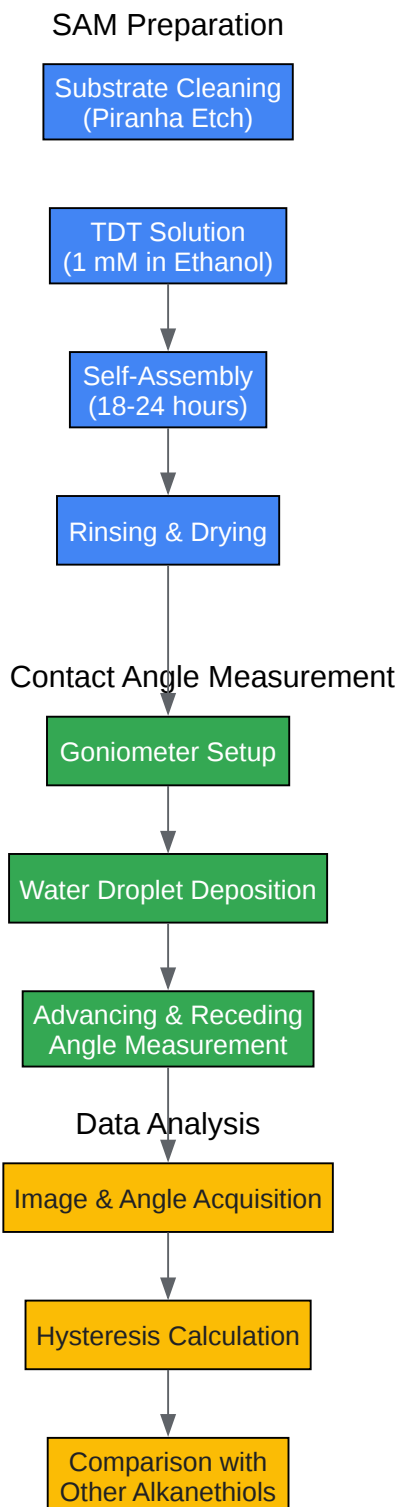 SAM Preparation
Substrate Cleaning
(Piranha Etch)
TDT Solution
(1 mM in Ethanol)
Self-Assembly
(18-24 hours)
Rinsing & Drying
Contact Angle Measurement
Goniometer Setup
Water Droplet Deposition
Advancing & Receding
Angle Measurement
Data Analysis
Image & Angle Acquisition
Hysteresis Calculation
Comparison with
Other Alkanethiols